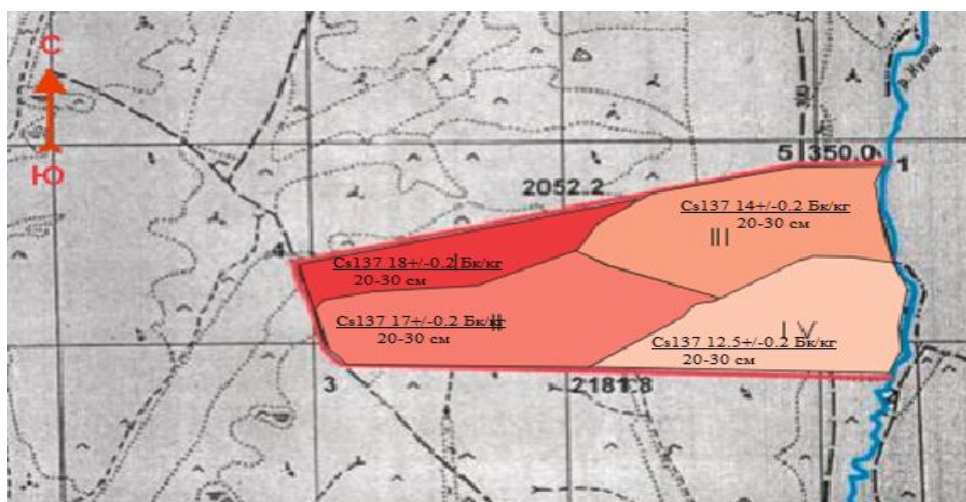 С
Ю
2052.2
5 350.0
1
Cs137 14+/-0.2 Бк/кг
20-30 см
III
4
Cs137 18+/-0.2 Бк/кг
20-30 см
I
Cs137 17+/-0.2 Бк/кг
20-30 см
II
IV
Cs137 12.5+/-0.2 Бк/кг
20-30 см
3